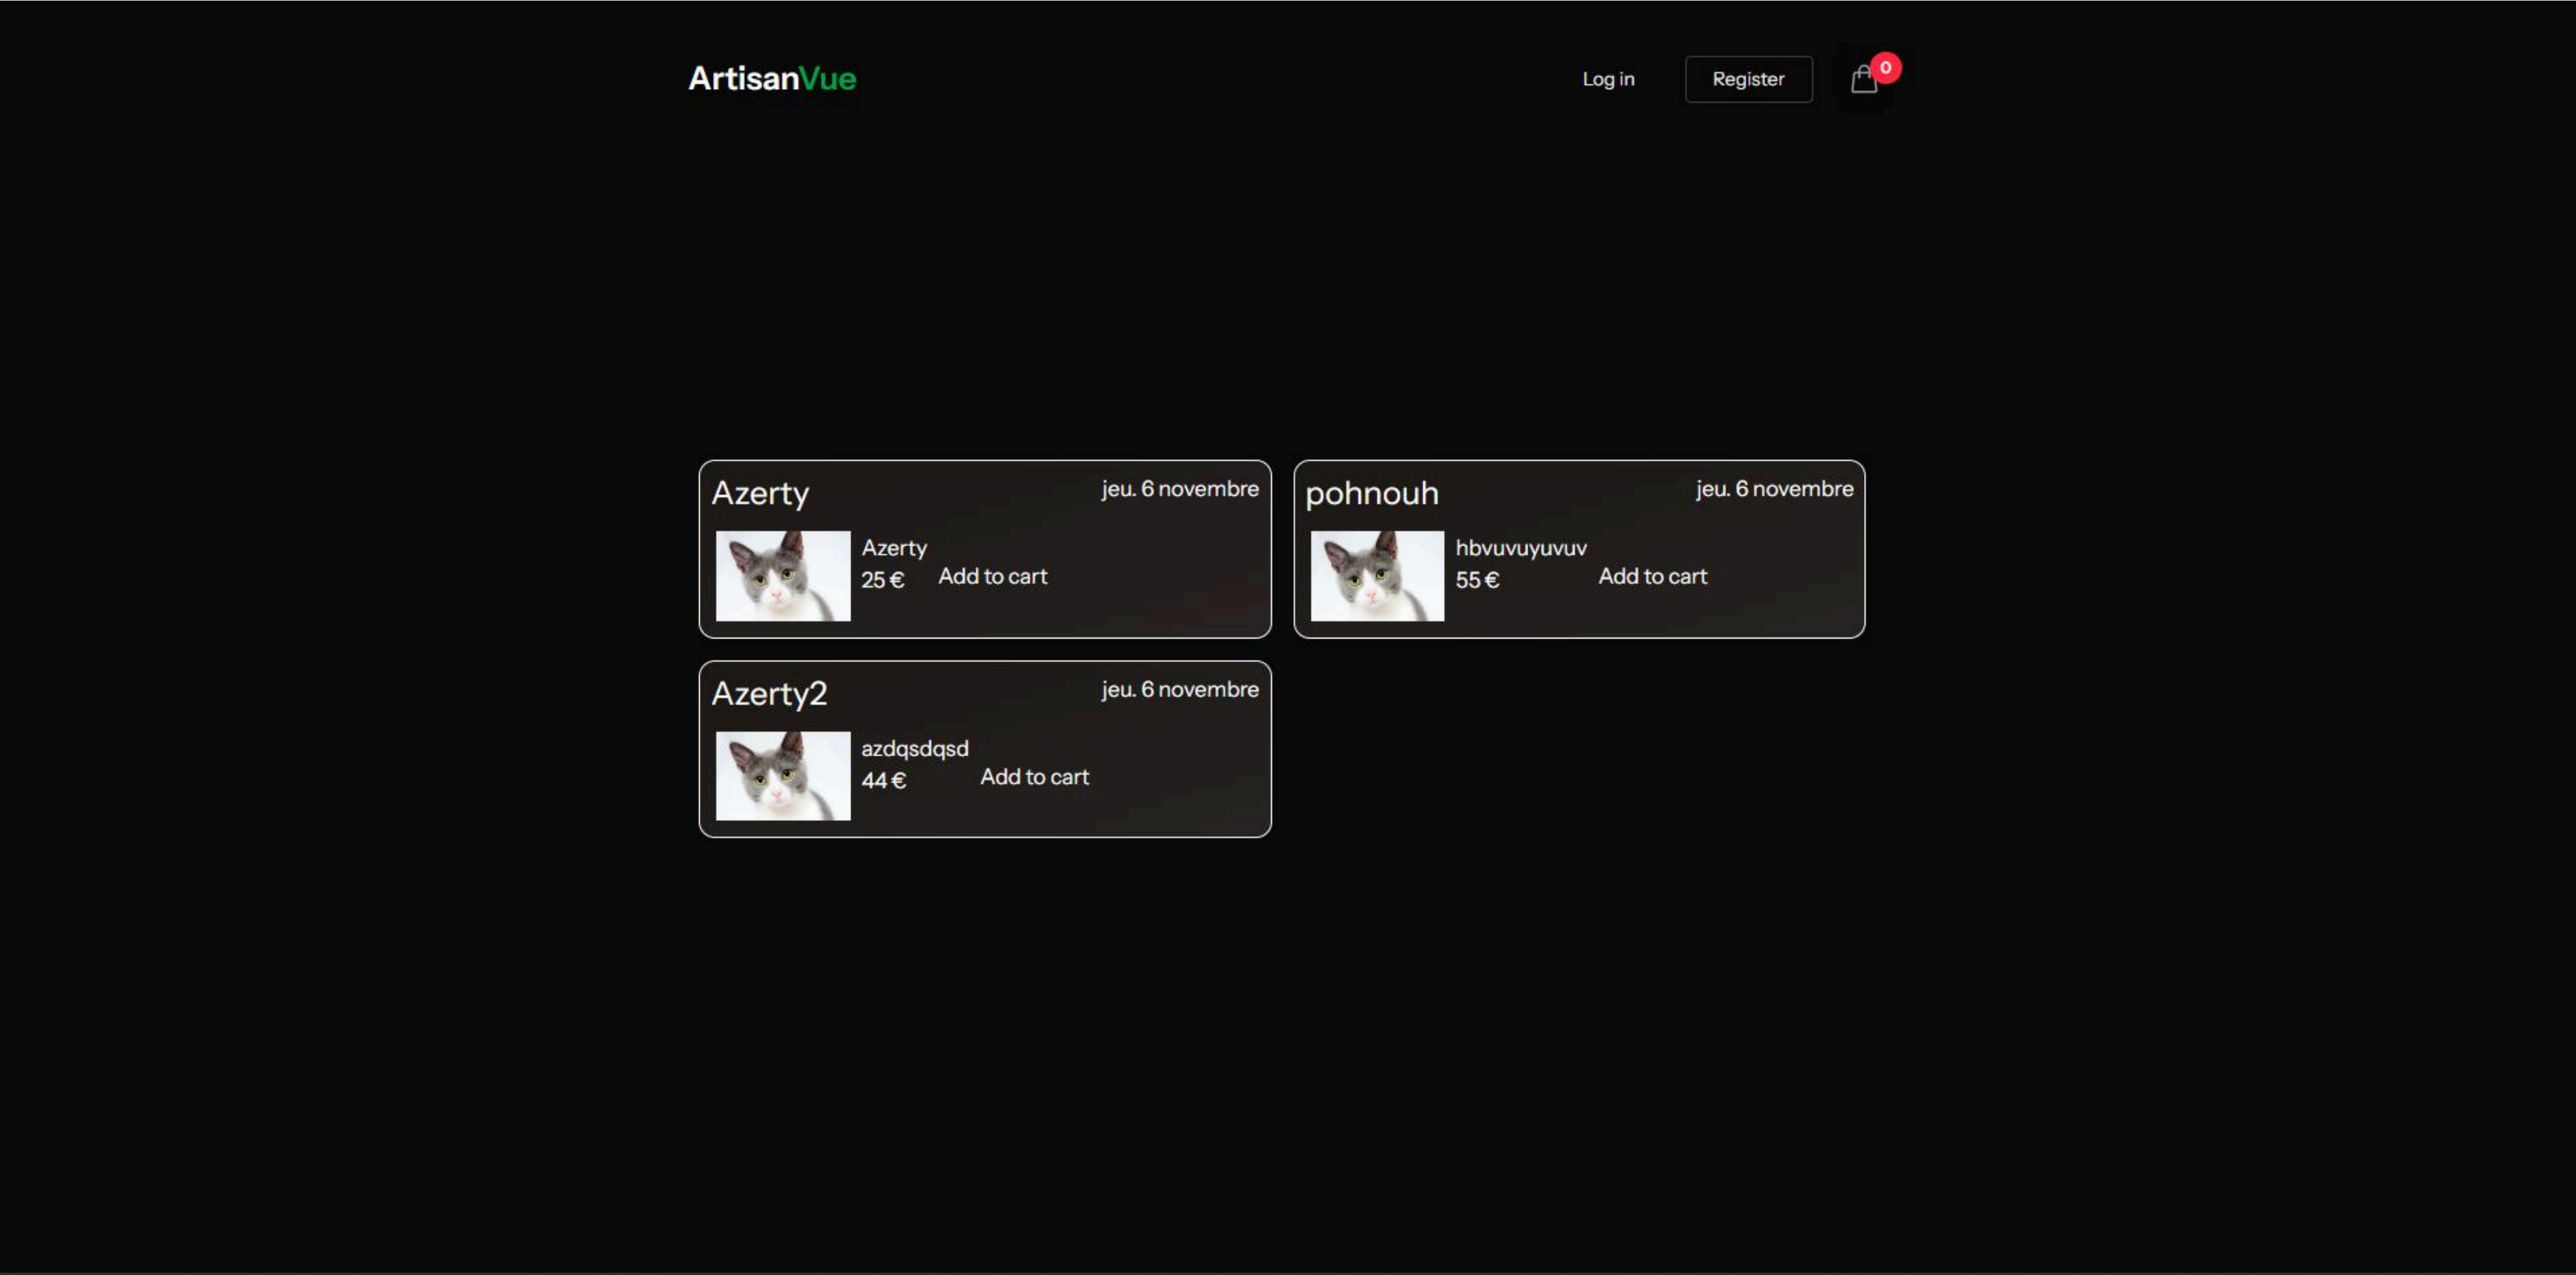 ArtisanVue
Log in
Register
0
Azerty
jeu. 6 novembre
Azerty
25 €
Add to cart
pohnouh
jeu. 6 novembre
hbvuvuyuvuv
55 €
Add to cart
Azerty2
jeu. 6 novembre
azdqsdqsd
44 €
Add to cart